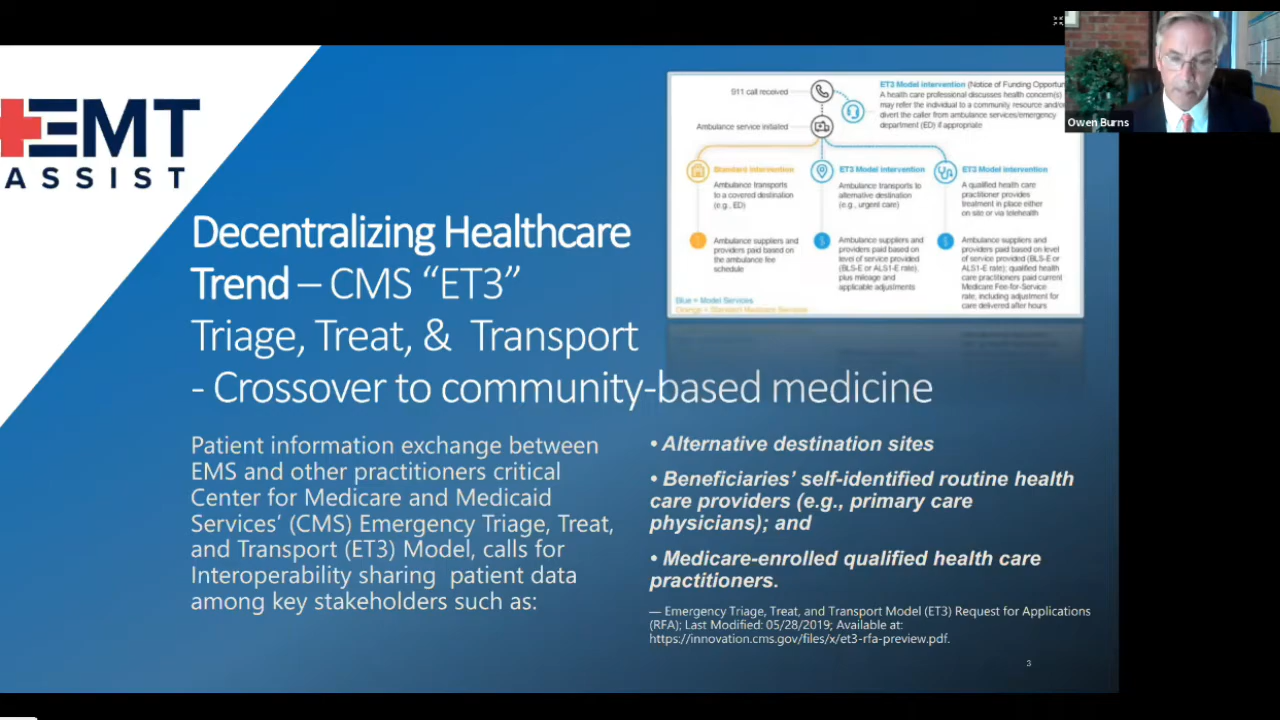 EMT
ASSIST
Decentralizing Healthcare
Trend – CMS “ET3”
Triage, Treat, & Transport
- Crossover to community-based medicine
911 call received
Ambulance service initiated
ET3 Model intervention (Notice of Funding Opportun
A health care professional discusses health concern(s)
may refer the individual to a community resource and/o
divert the caller from ambulance services/emergency
department (ED) if appropriate
Owen Burns
Standard intervention
Ambulance transports
to a covered destination
(e.g., ED)
Ambulance suppliers and
providers paid based on
the ambulance fee
schedule
ET3 Model intervention
Ambulance transports to
alternative destination
(e.g., urgent care)
Ambulance suppliers and
providers paid based on
level of service provided
(BLS-E or ALS1-E rate),
plus mileage and
applicable adjustments
ET3 Model intervention
A qualified health care
practitioner provides
treatment in place either
on site or via telehealth
Ambulance suppliers and
providers paid based on level
of service provided (BLS-E or
ALS1-E rate); qualified health
care practitioners paid current
Medicare Fee-for-Service
rate, including adjustment for
care delivered after hours
Blue = Model Services
Orange = Standard Medicare Services
Patient information exchange between
EMS and other practitioners critical
Center for Medicare and Medicaid
Services’ (CMS) Emergency Triage, Treat,
and Transport (ET3) Model, calls for
Interoperability sharing patient data
among key stakeholders such as:
• Alternative destination sites
• Beneficiaries’ self-identified routine health
care providers (e.g., primary care
physicians); and
• Medicare-enrolled qualified health care
practitioners.
— Emergency Triage, Treat, and Transport Model (ET3) Request for Applications
(RFA); Last Modified: 05/28/2019; Available at:
https://innovation.cms.gov/files/x/et3-rfa-preview.pdf.
3